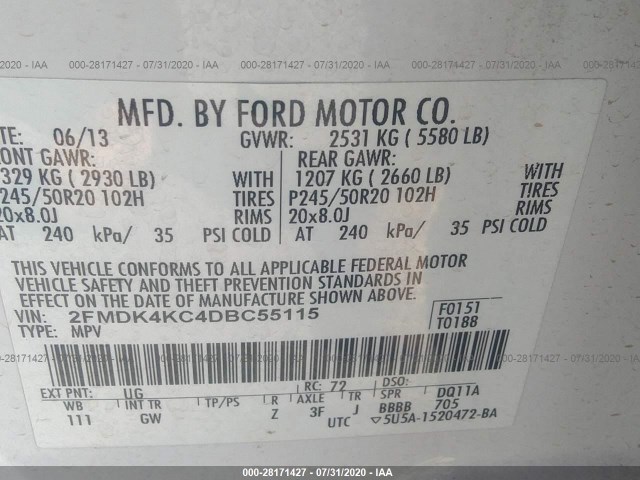 000-28171427 - 07/31/2020 - IAA
MFD. BY FORD MOTOR CO.
TE: 06/13 GVWR: 2531 KG ( 5580 LB)
ONT GAWR: REAR GAWR:
329 KG ( 2930 LB) WITH 1207 KG ( 2660 LB) WITH
245/50R20 102H TIRES P245/50R20 102H TIRES
20x8.0J RIMS 20x8.0J RIMS
AT 240 kPa/ 35 PSI COLD AT 240 kPa/ 35 PSI COLD
THIS VEHICLE CONFORMS TO ALL APPLICABLE FEDERAL MOTOR
VEHICLE SAFETY AND THEFT PREVENTION STANDARDS IN
EFFECT ON THE DATE OF MANUFACTURE SHOWN ABOVE.
VIN: 2FMDK4KC4DBC55115 F0151
TYPE: MPV T0188
EXT PNT: UG RC: 72 DSO:
WB INT TR TP/PS R AXLE TR SPR DQ11A
111 GW Z 3F J BBBB 705
UTC ▽5U5A-1520472-BA
000-28171427 - 07/31/2020 - IAA